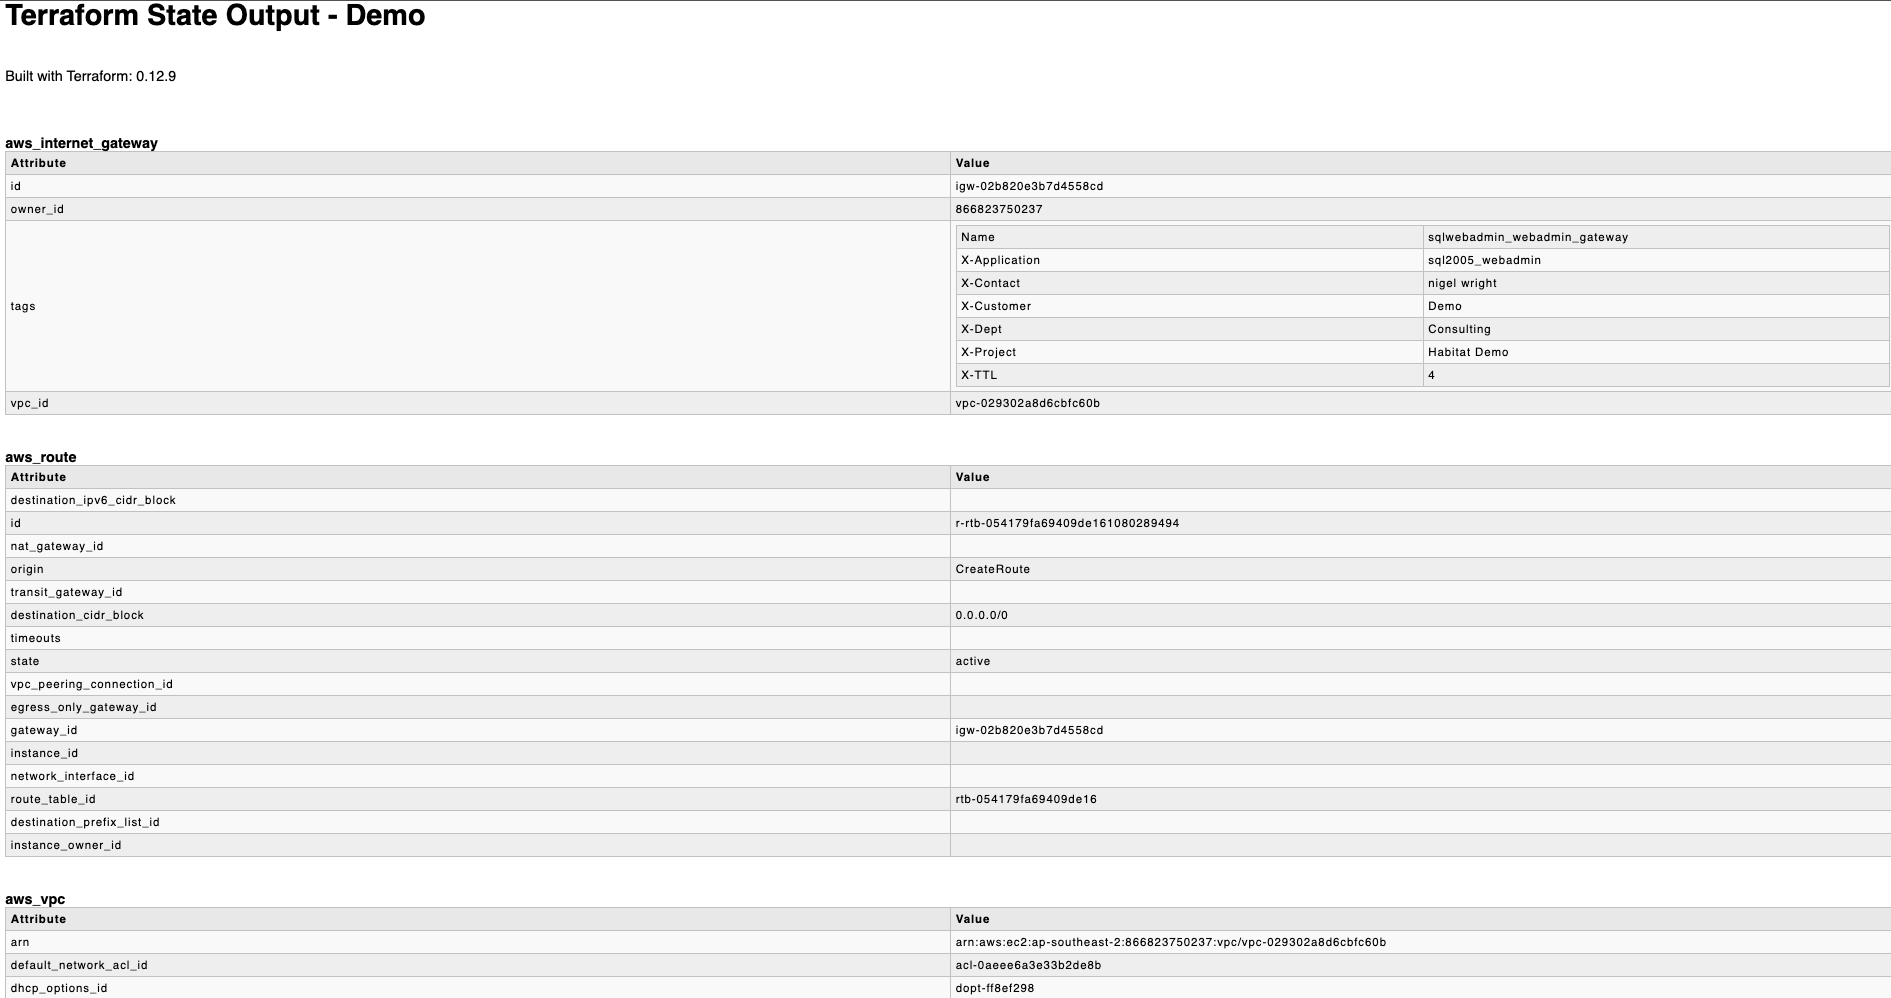 Terraform State Output - Demo
Built with Terraform: 0.12.9
aws_internet_gateway
Attribute Value
id igw-02b820e3b7d4558cd
owner_id 866823750237
tags
Name sqlwebadmin_webadmin_gateway
X-Application sql2005_webadmin
X-Contact nigel wright
X-Customer Demo
X-Dept Consulting
X-Project Habitat Demo
X-TTL 4
vpc_id vpc-029302a8d6cbfc60b
aws_route
Attribute Value
destination_ipv6_cidr_block
id r-rtb-054179fa69409de161080289494
nat_gateway_id
origin CreateRoute
transit_gateway_id
destination_cidr_block 0.0.0.0/0
timeouts
state active
vpc_peering_connection_id
egress_only_gateway_id
gateway_id igw-02b820e3b7d4558cd
instance_id
network_interface_id
route_table_id rtb-054179fa69409de16
destination_prefix_list_id
instance_owner_id
aws_vpc
Attribute Value
arn arn:aws:ec2:ap-southeast-2:866823750237:vpc/vpc-029302a8d6cbfc60b
default_network_acl_id acl-0aeee6a3e33b2de8b
dhcp_options_id dopt-ff8ef298